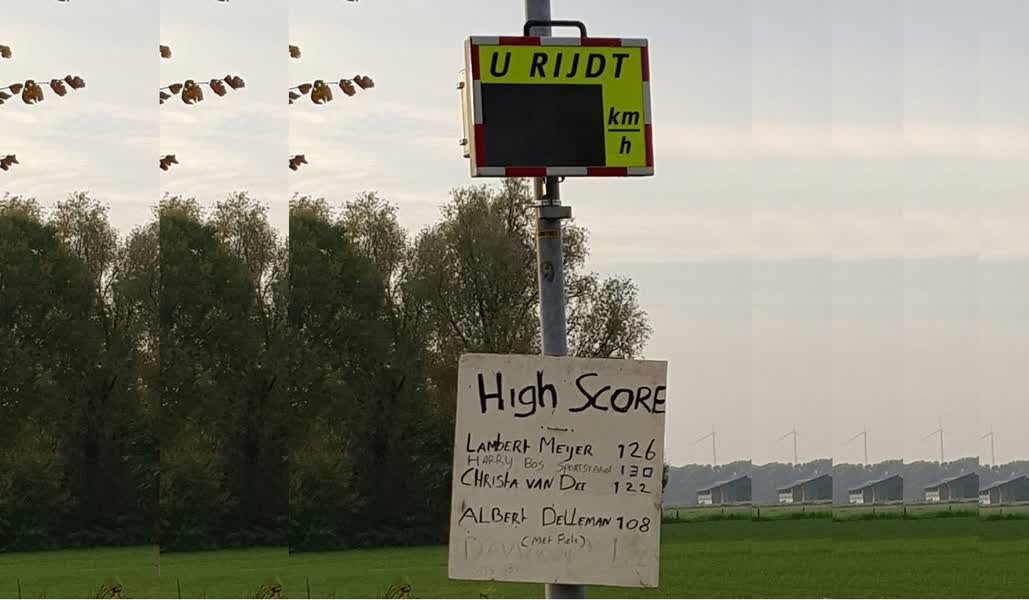 U RIJDT
km
h
HIGH SCORE
LAMBERT MEIJER 126
HARRY BOS SPORTSTAND 130
CHRISTA VAN DEE 122
ALBERT DELLEMAN 108
(MET Fiets)